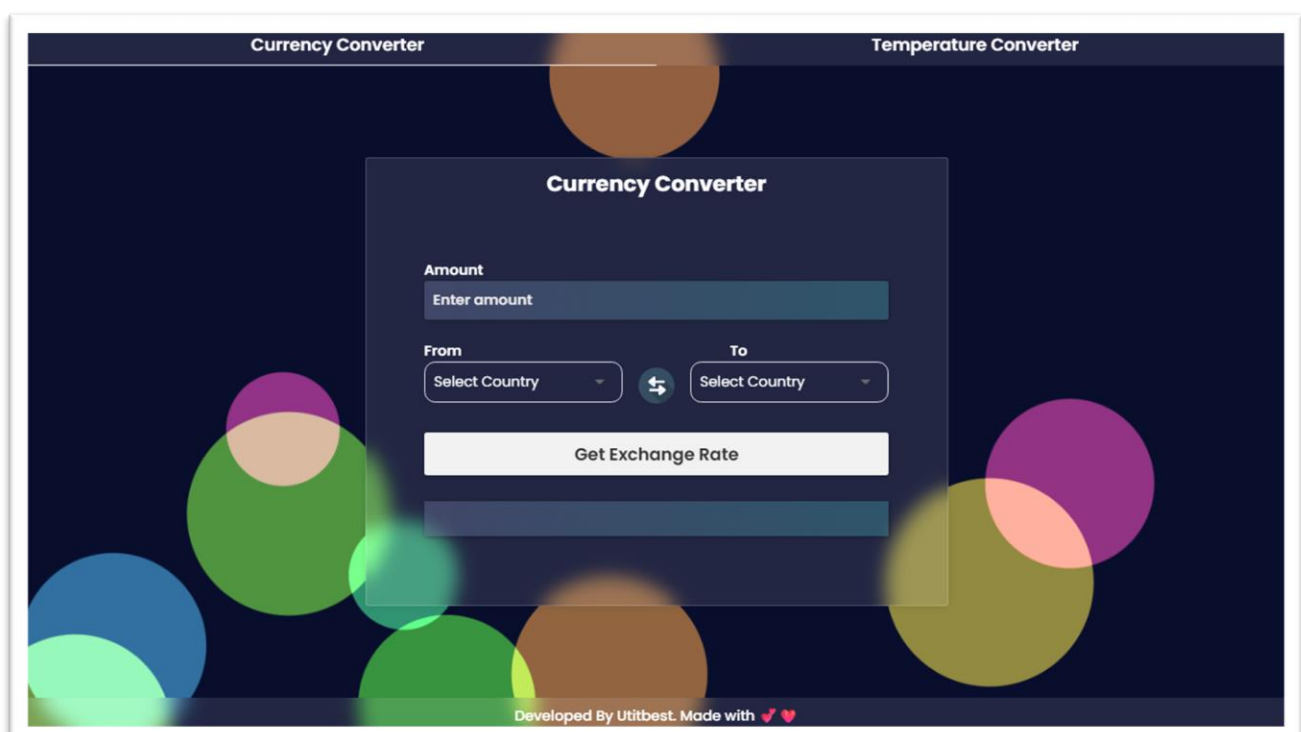 Currency Converter
Temperature Converter
Currency Converter
Amount
Enter amount
From
To
Select Country
Select Country
Get Exchange Rate
Developed By Utitbest. Made with 💕 ❤️